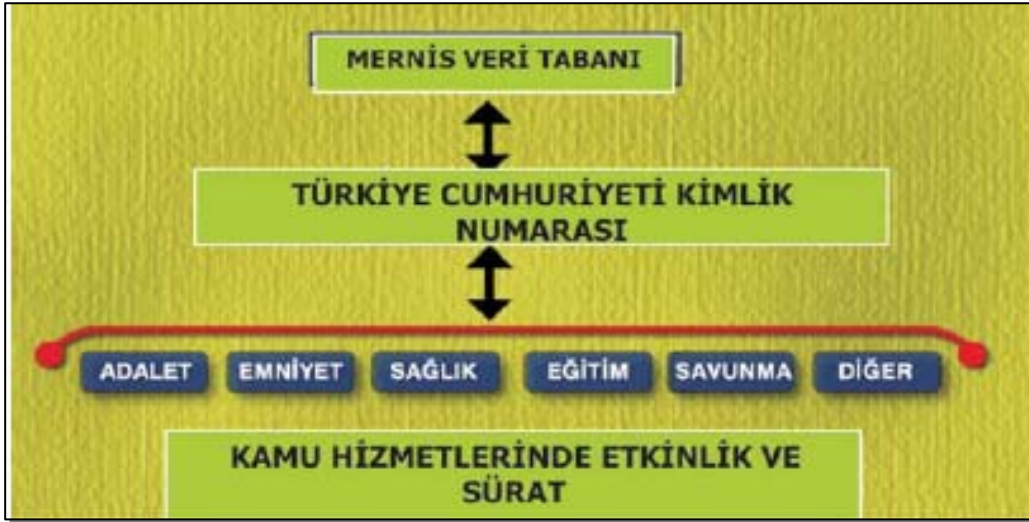 MERNİS VERİ TABANI
TÜRKİYE CUMHURİYETİ KİMLİK
NUMARASI
ADALET EMNİYET SAĞLIK EĞİTİM SAVUNMA DİĞER
KAMU HİZMETLERİNDE ETKİNLİK VE
SÜRAT